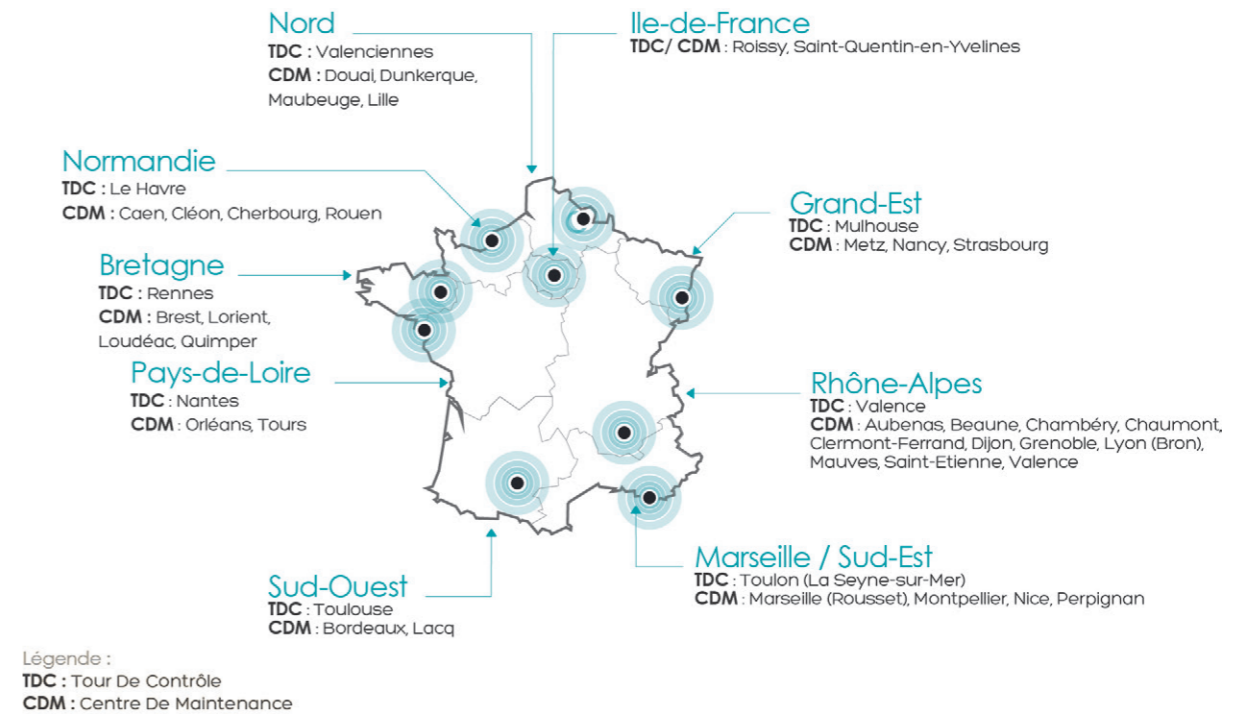 Nord
TDC : Valenciennes
CDM : Douai, Dunkerque,
Maubeuge, Lille
Ile-de-France
TDC/ CDM : Roissy, Saint-Quentin-en-Yvelines
Normandie
TDC : Le Havre
CDM : Caen, Cléon, Cherbourg, Rouen
Grand-Est
TDC : Mulhouse
CDM : Metz, Nancy, Strasbourg
Bretagne
TDC : Rennes
CDM : Brest, Lorient,
Loudéac, Quimper
Pays-de-Loire
TDC : Nantes
CDM : Orléans, Tours
Rhône-Alpes
TDC : Valence
CDM : Aubenas, Beaune, Chambéry, Chaumont,
Clermont-Ferrand, Dijon, Grenoble, Lyon (Bron),
Mauves, Saint-Etienne, Valence
Marseille / Sud-Est
TDC : Toulon (La Seyne-sur-Mer)
CDM : Marseille (Rousset), Montpellier, Nice, Perpignan
Sud-Ouest
TDC : Toulouse
CDM : Bordeaux, Lacq
Légende :
TDC : Tour De Contrôle
CDM : Centre De Maintenance